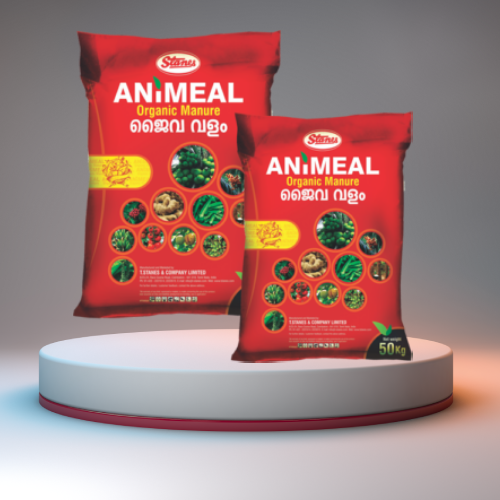 Stanes
ANiMEAL
Organic Manure
ജൈവ വളം
T.STANES & COMPANY LIMITED
Stanes
ANiMEAL
Organic Manure
ജൈവ വളം
T.STANES & COMPANY LIMITED
Net weight
50Kg